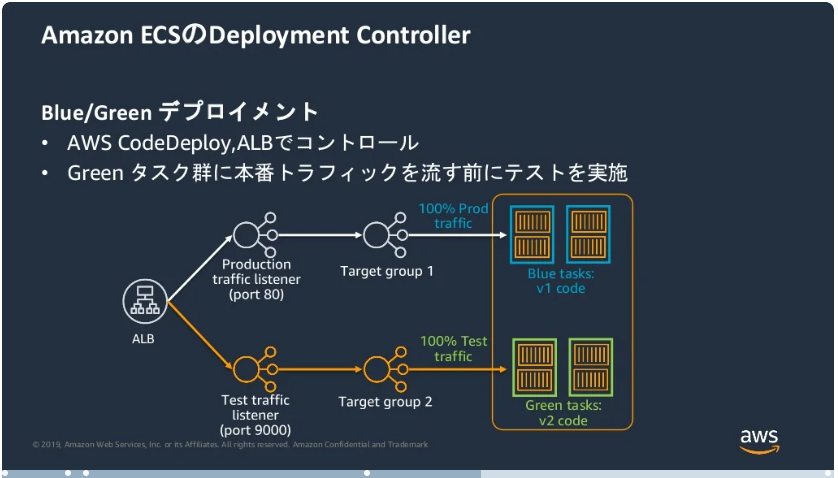 Amazon ECSのDeployment Controller
Blue/Green デプロイメント
• AWS CodeDeploy,ALBでコントロール
• Green タスク群に本番トラフィックを流す前にテストを実施
100% Prod
traffic
Production
traffic listener
(port 80)
Target group 1
Blue tasks:
v1 code
ALB
100% Test
traffic
Test traffic
listener
(port 9000)
Target group 2
Green tasks:
v2 code
© 2019, Amazon Web Services, Inc. or its Affiliates. All rights reserved. Amazon Confidential and Trademark
aws